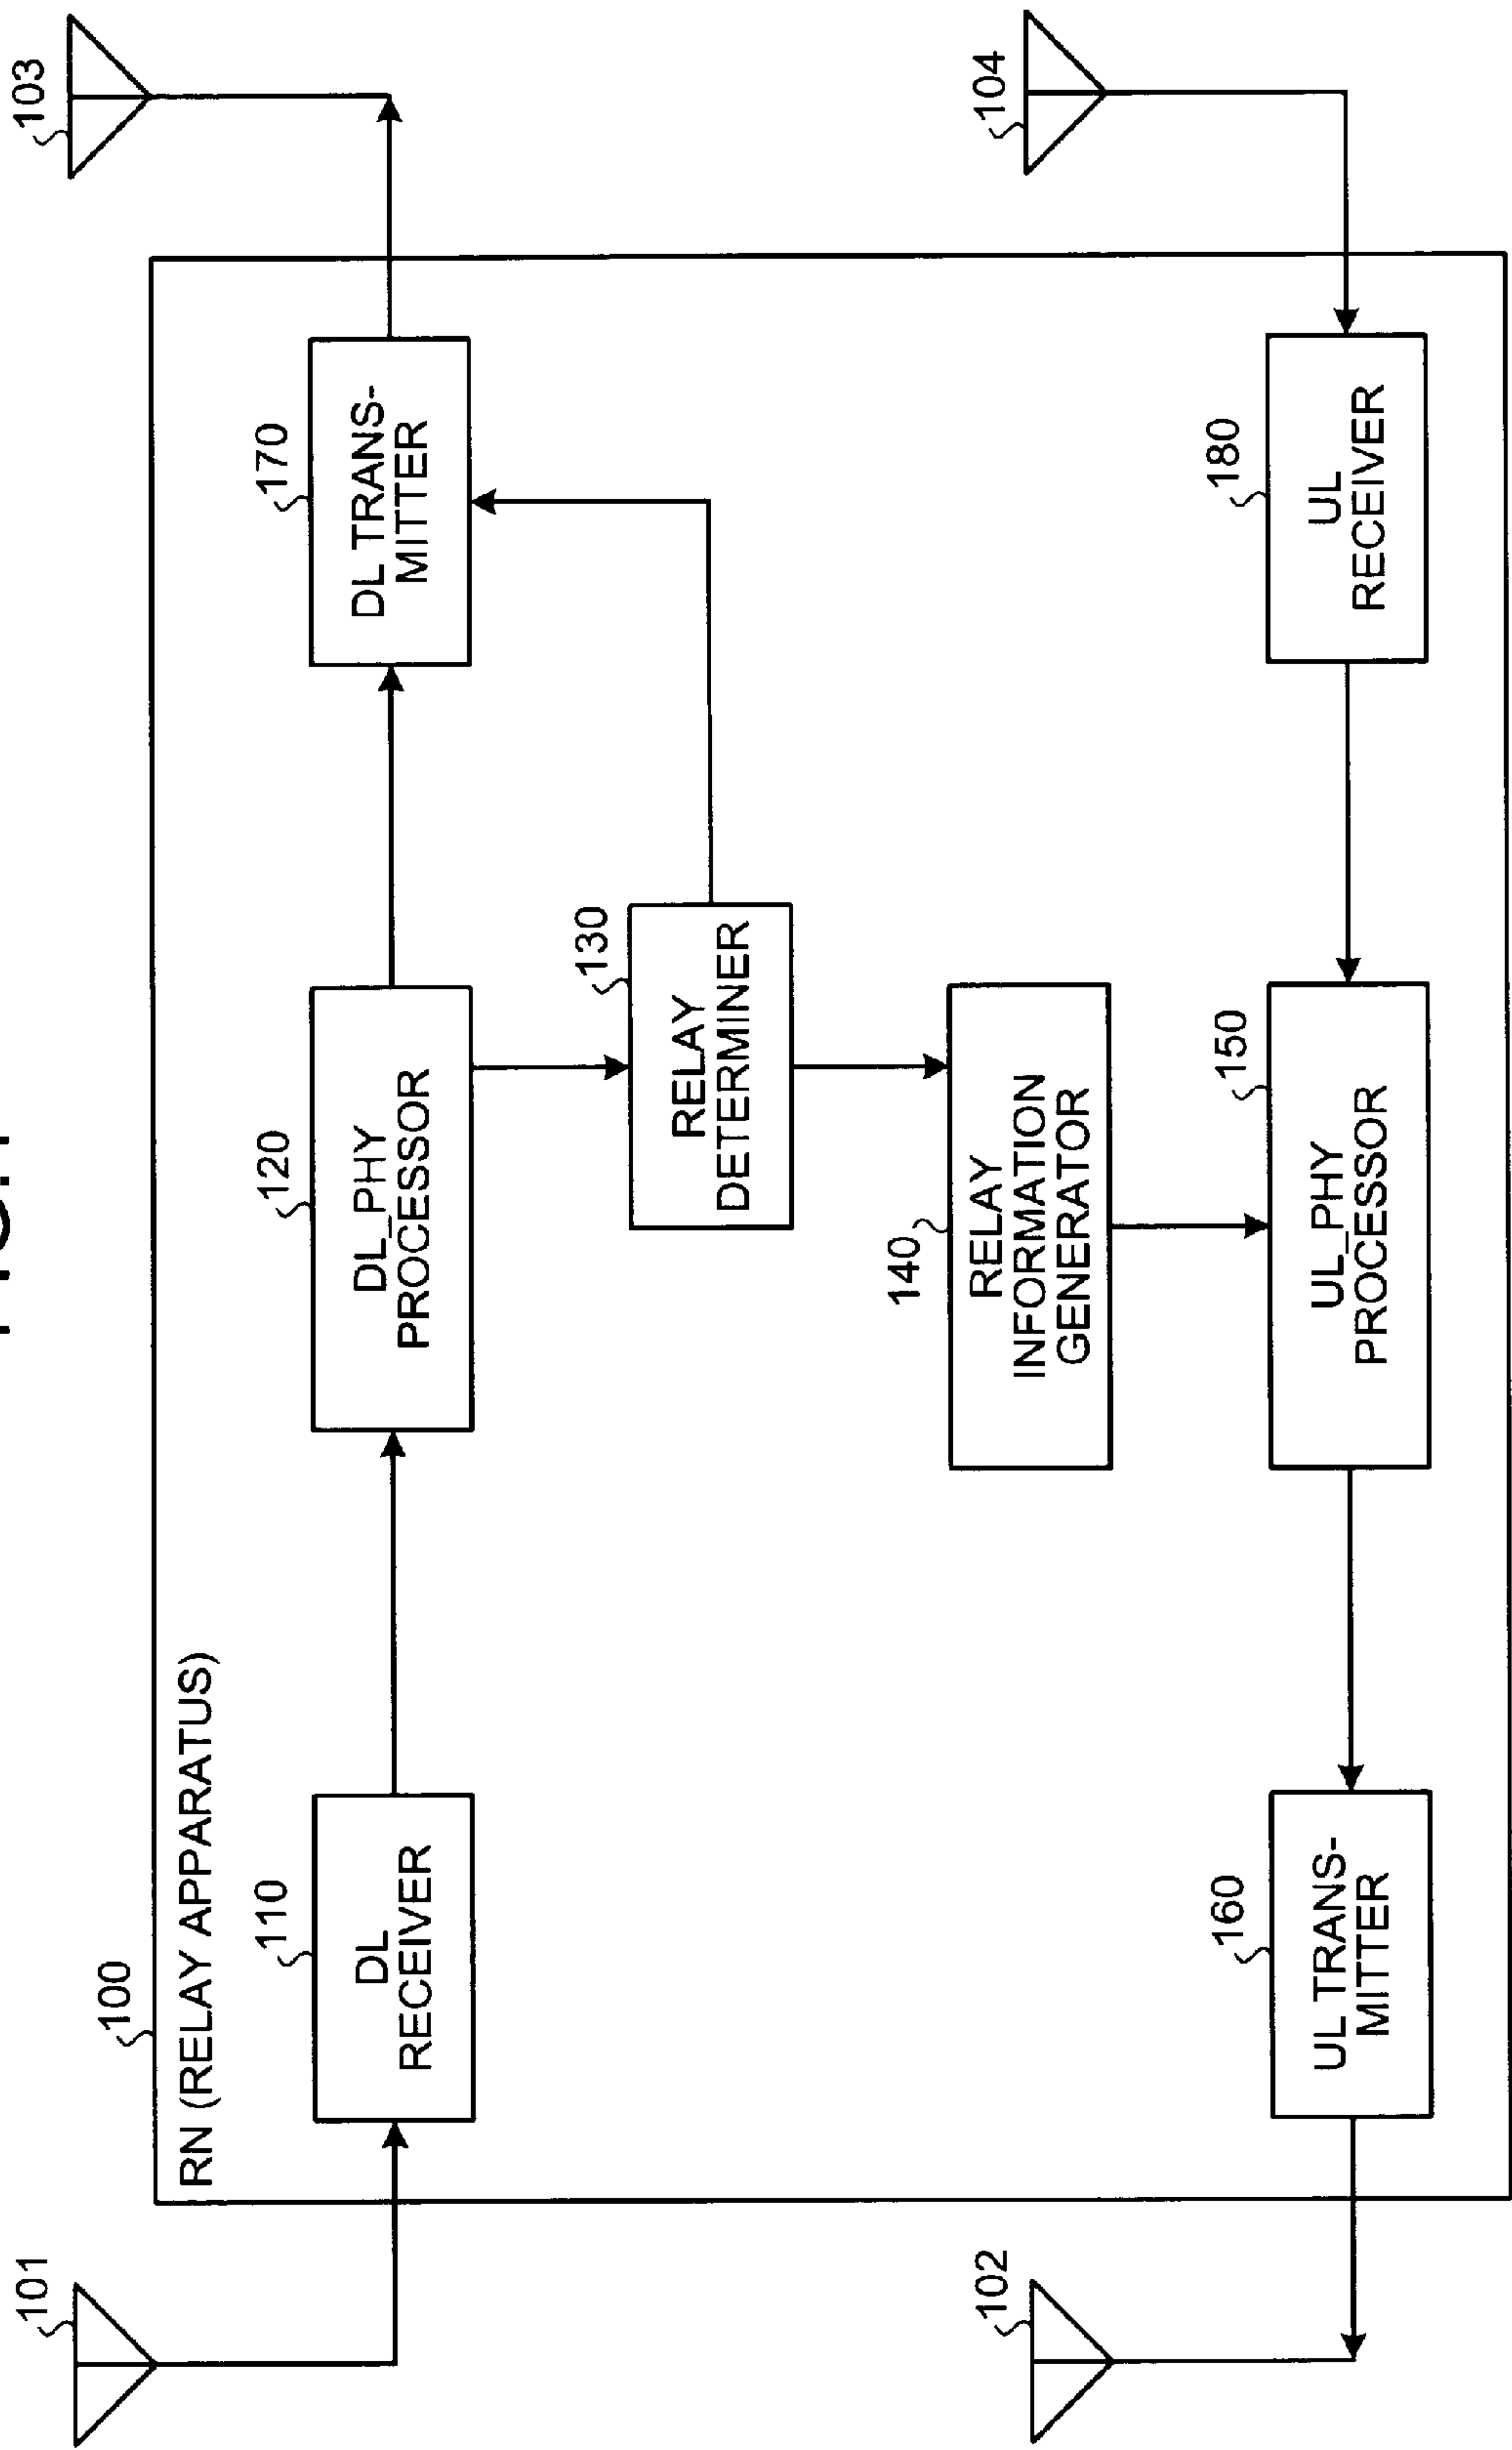 100
RN (RELAY APPARATUS)
101
110
DL
RECEIVER
120
DL_PHY
PROCESSOR
170
DL TRANS-
MITTER
103
130
RELAY
DETERMINER
140
RELAY
INFORMATION
GENERATOR
102
160
UL TRANS-
MITTER
150
UL_PHY
PROCESSOR
180
UL
RECEIVER
104